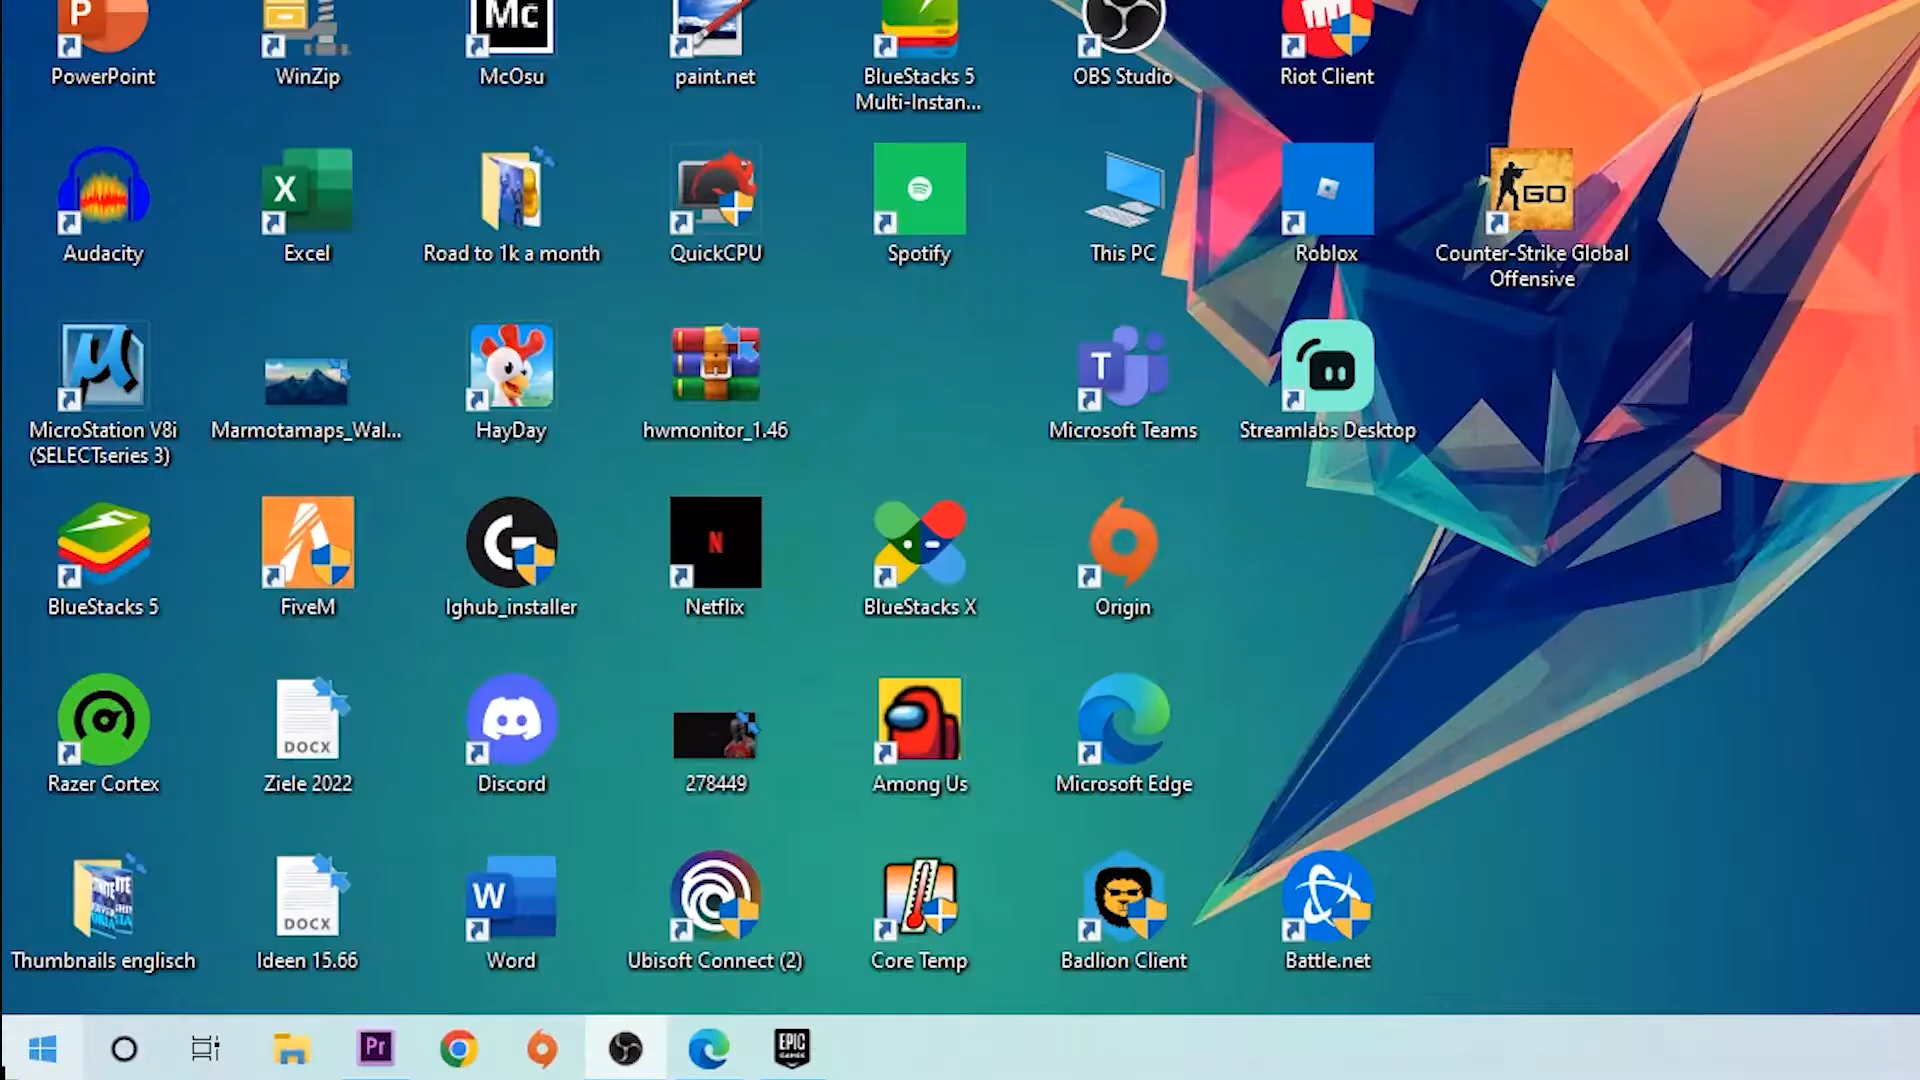 P
Mc
PowerPoint
WinZip
McOsu
paint.net
BlueStacks 5
Multi-Instan...
OBS Studio
Riot Client
X
GO
Audacity
Excel
Road to 1k a month
QuickCPU
Spotify
This PC
Roblox
Counter-Strike Global
Offensive
µ
T
MicroStation V8i
(SELECTseries 3)
Marmotamaps_Wal...
HayDay
hwmonitor_1.46
Microsoft Teams
Streamlabs Desktop
G
N
BlueStacks 5
FiveM
lghub_installer
Netflix
BlueStacks X
Origin
DOCX
Razer Cortex
Ziele 2022
Discord
278449
Among Us
Microsoft Edge
DOCX
W
Thumbnails englisch
Ideen 15.66
Word
Ubisoft Connect (2)
Core Temp
Badlion Client
Battle.net
Pr
EPIC
GAMES